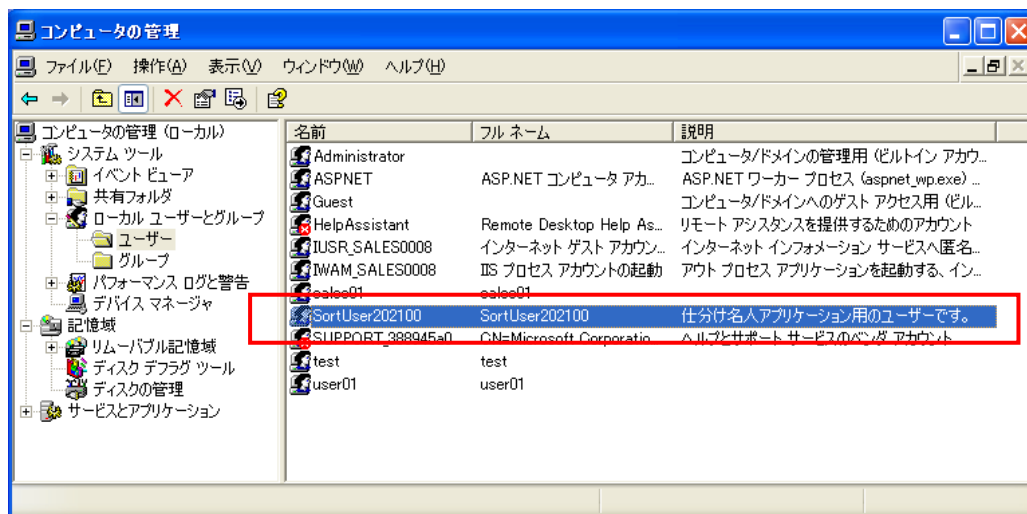 コンピュータの管理
ファイル(F) 操作(A) 表示(V) ウィンドウ(W) ヘルプ(H)
コンピュータの管理 (ローカル)
システム ツール
イベント ビューア
共有フォルダ
ローカル ユーザーとグループ
ユーザー
グループ
パフォーマンス ログと警告
デバイス マネージャ
記憶域
リムーバブル記憶域
ディスク デフラグ ツール
ディスクの管理
サービスとアプリケーション
名前 フル ネーム 説明
Administrator コンピュータ/ドメインの管理用 (ビルトイン アカウ...
ASPNET ASP.NET コンピュータ アカ... ASP.NET ワーカー プロセス (aspnet_wp.exe) ...
Guest コンピュータ/ドメインへのゲスト アクセス用 (ビル...
HelpAssistant Remote Desktop Help As... リモート アシスタンスを提供するためのアカウント
IUSR_SALES0008 インターネット ゲスト アカウン... インターネット インフォメーション サービスへ匿名...
IWAM_SALES0008 IIS プロセス アカウントの起動 アウト プロセス アプリケーションを起動する、イン...
sales01 sales01
SortUser202100 SortUser202100 仕分け名人アプリケーション用のユーザーです。
SUPPORT_388945a0 CN=Microsoft Corporatio... ヘルプとサポート サービスのベンダ アカウント
test test
user01 user01